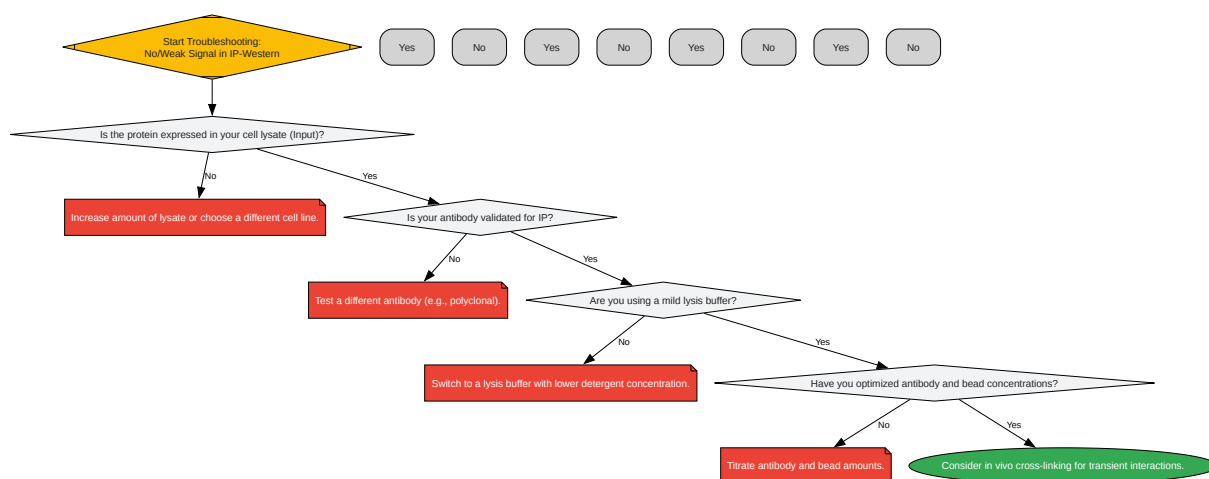 Start Troubleshooting:
No/Weak Signal in IP-Western
Yes
No
Yes
No
Yes
No
Yes
No
Is the protein expressed in your cell lysate (Input)?
No
Yes
Increase amount of lysate or choose a different cell line.
Is your antibody validated for IP?
No
Yes
Test a different antibody (e.g., polyclonal).
Are you using a mild lysis buffer?
No
Yes
Switch to a lysis buffer with lower detergent concentration.
Have you optimized antibody and bead concentrations?
No
Yes
Titrate antibody and bead amounts.
Consider in vivo cross-linking for transient interactions.